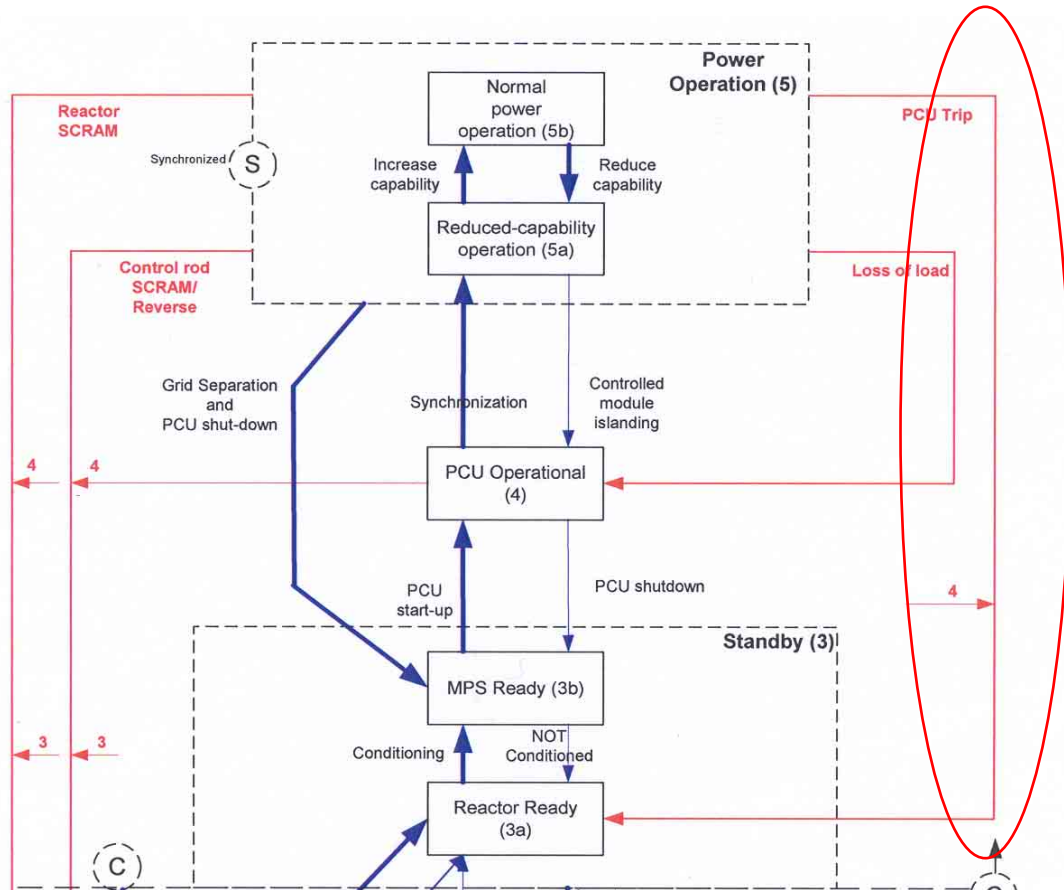 Power
Operation (5)
Normal
power
operation (5b)
Reactor
SCRAM
PCU Trip
Synchronized
S
Increase
capability
Reduce
capability
Reduced-capability
operation (5a)
Control rod
SCRAM/
Reverse
Loss of load
Grid Separation
and
PCU shut-down
Synchronization
Controlled
module
islanding
4
4
PCU Operational
(4)
PCU
start-up
PCU shutdown
4
Standby (3)
MPS Ready (3b)
3
3
Conditioning
NOT
Conditioned
Reactor Ready
(3a)
C